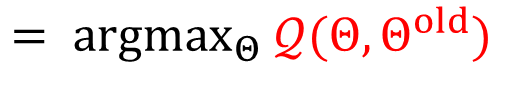 = argmax_Θ 𝒬(Θ, Θ^old)